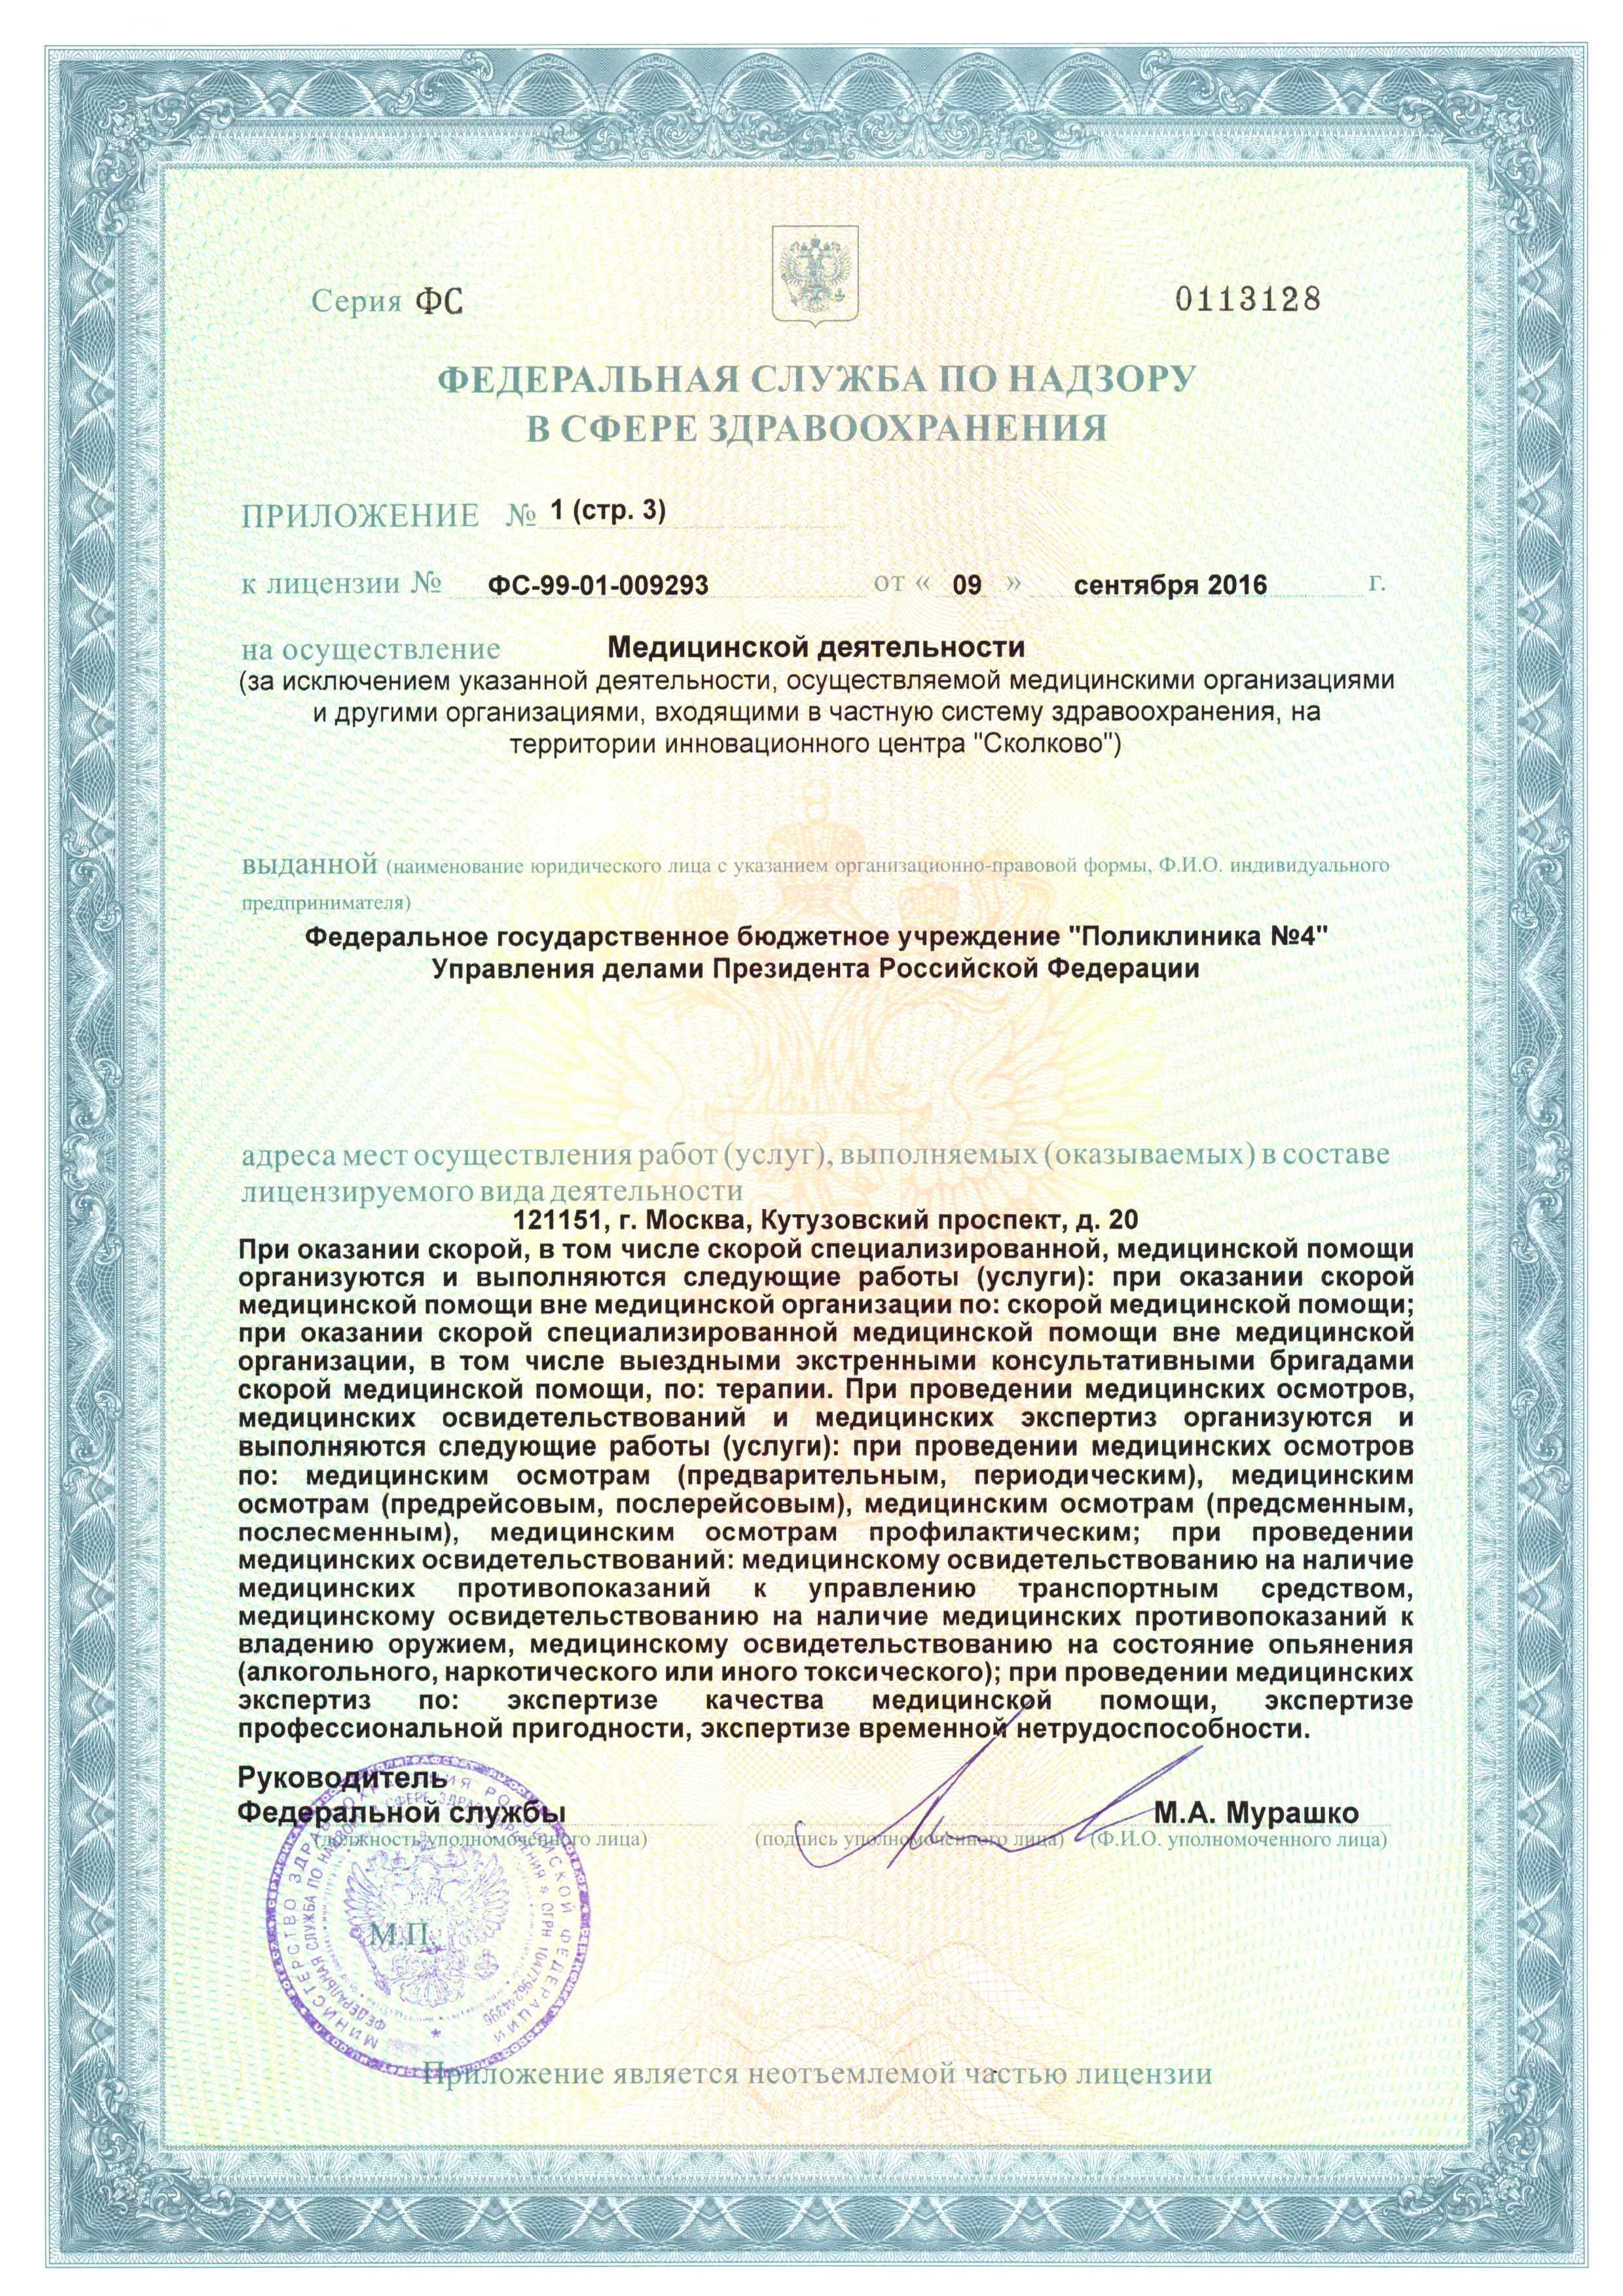 Серия ФС
0113128
ФЕДЕРАЛЬНАЯ СЛУЖБА ПО НАДЗОРУ
В СФЕРЕ ЗДРАВООХРАНЕНИЯ
ПРИЛОЖЕНИЕ № 1 (стр. 3)
к лицензии № ФС-99-01-009293 от « 09 » сентября 2016 г.
на осуществление Медицинской деятельности
(за исключением указанной деятельности, осуществляемой медицинскими организациями
и другими организациями, входящими в частную систему здравоохранения, на
территории инновационного центра "Сколково")
выданной (наименование юридического лица с указанием организационно-правовой формы, Ф.И.О. индивидуального
предпринимателя)
Федеральное государственное бюджетное учреждение "Поликлиника №4"
Управления делами Президента Российской Федерации
адреса мест осуществления работ (услуг), выполняемых (оказываемых) в составе
лицензируемого вида деятельности
121151, г. Москва, Кутузовский проспект, д. 20
При оказании скорой, в том числе скорой специализированной, медицинской помощи
организуются и выполняются следующие работы (услуги): при оказании скорой
медицинской помощи вне медицинской организации по: скорой медицинской помощи;
при оказании скорой специализированной медицинской помощи вне медицинской
организации, в том числе выездными экстренными консультативными бригадами
скорой медицинской помощи, по: терапии. При проведении медицинских осмотров,
медицинских освидетельствований и медицинских экспертиз организуются и
выполняются следующие работы (услуги): при проведении медицинских осмотров
по: медицинским осмотрам (предварительным, периодическим), медицинским
осмотрам (предрейсовым, послерейсовым), медицинским осмотрам (предсменным,
послесменным), медицинским осмотрам профилактическим; при проведении
медицинских освидетельствований: медицинскому освидетельствованию на наличие
медицинских противопоказаний к управлению транспортным средством,
медицинскому освидетельствованию на наличие медицинских противопоказаний к
владению оружием, медицинскому освидетельствованию на состояние опьянения
(алкогольного, наркотического или иного токсического); при проведении медицинских
экспертиз по: экспертизе качества медицинской помощи, экспертизе
профессиональной пригодности, экспертизе временной нетрудоспособности.
Руководитель
Федеральной службы
М.А. Мурашко
(должность уполномоченного лица) (подпись уполномоченного лица) (Ф.И.О. уполномоченного лица)
МИНИСТЕРСТВО ЗДРАВООХРАНЕНИЯ РОССИЙСКОЙ ФЕДЕРАЦИИ
ФЕДЕРАЛЬНАЯ СЛУЖБА ПО НАДЗОРУ В СФЕРЕ ЗДРАВООХРАНЕНИЯ * ОГРН 1047796244396
М.П.
Приложение является неотъемлемой частью лицензии